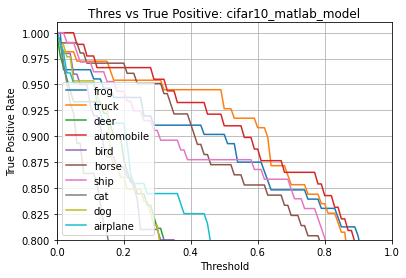 Thres vs True Positive: cifar10_matlab_model
1.000
0.975
0.950
0.925
0.900
0.875
0.850
0.825
0.800
True Positive Rate
frog
truck
deer
automobile
bird
horse
ship
cat
dog
airplane
0.0 0.2 0.4 0.6 0.8 1.0
Threshold